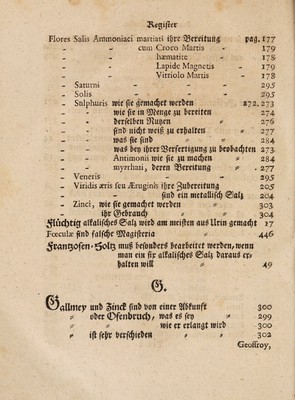 Register
Flores Salis Ammoniaci martiati ihre Bereitung pag. 177
- - cum Croco Martis - 179
- - hæmatite - 178
- - Lapide Magnetis - 179
- - Vitriolo Martis - 178
- Saturni - - - 295
- Solis - - - 295
- Sulphuris wie sie gemachet werden 272. 273
- - wie sie in Menge zu bereiten 274
- - derselben Nutzen " 276
- - sind nicht weiß zu erhalten " 277
- - was sie sind " " 284
- - was bey ihrer Verfertigung zu beobachten 273
- - Antimonii wie sie zu machen " 284
- - myrrhai, deren Bereitung - 277
- Veneris - - - 295
- Viridis æris seu Æruginis ihre Zubereitung 205
- - sind ein metallisch Saltz 204
- Zinci, wie sie gemachet werden " 303
- - ihr Gebrauch " " 304
Flüchtig alkalisches Saltz wird am meisten aus Urin gemacht 17
Fœculæ sind falsche Magisteria " 446
Frantzosen-Holtz muß besonders bearbeitet werden, wenn
man ein fix alkalisches Saltz daraus er-
halten will " " 49
G.
Gallmey und Zinck sind von einer Abkunft " 300
" oder Ofenbruch, was es sey " 299
" " wie er erlangt wird " 300
" ist sehr verschieden " " 302
Geoffroy,